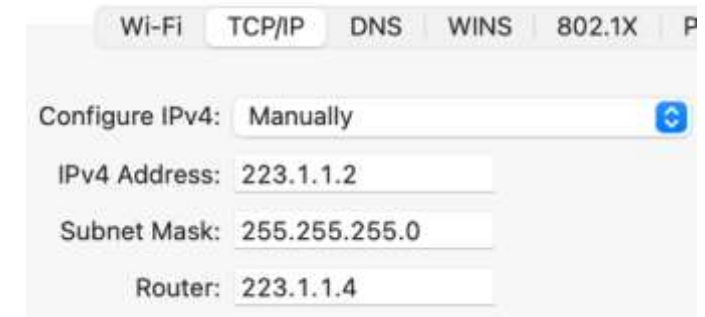 Wi-Fi TCP/IP DNS WINS 802.1X P
Configure IPv4: Manually
IPv4 Address: 223.1.1.2
Subnet Mask: 255.255.255.0
Router: 223.1.1.4